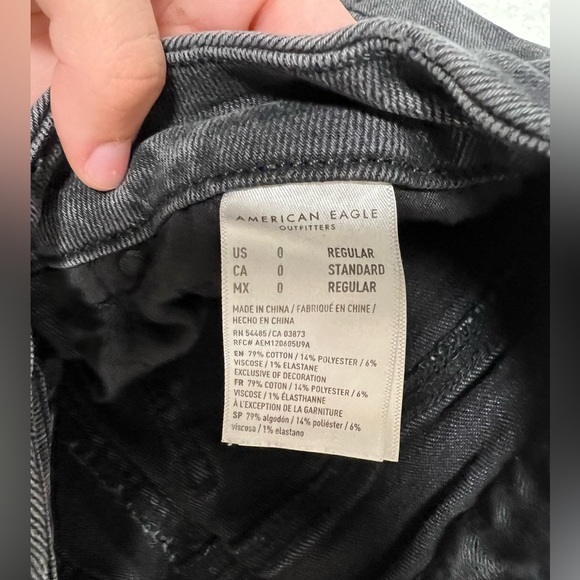 AMERICAN EAGLE
OUTFITTERS
US 0 REGULAR
CA 0 STANDARD
MX 0 REGULAR
MADE IN CHINA / FABRIQUÉ EN CHINE /
HECHO EN CHINA
RN 54485/CA 03873
RFC# AEM120605U9A
EN 79% COTTON / 14% POLYESTER / 6%
VISCOSE / 1% ELASTANE
EXCLUSIVE OF DECORATION
FR 79% COTON / 14% POLYESTER / 6%
VISCOSE / 1% ÉLASTHANNE
À L'EXCEPTION DE LA GARNITURE
SP 79% algodón / 14% poliéster / 6%
viscosa / 1% elastano